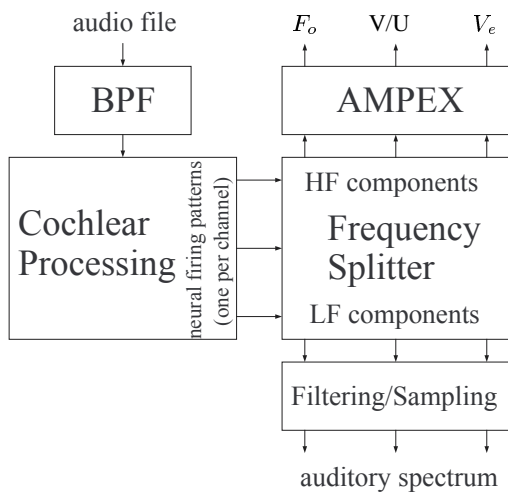 audio file
F_o V/U V_e
BPF
AMPEX
Cochlear
Processing
neural firing patterns
(one per channel)
HF components
Frequency
Splitter
LF components
Filtering/Sampling
auditory spectrum